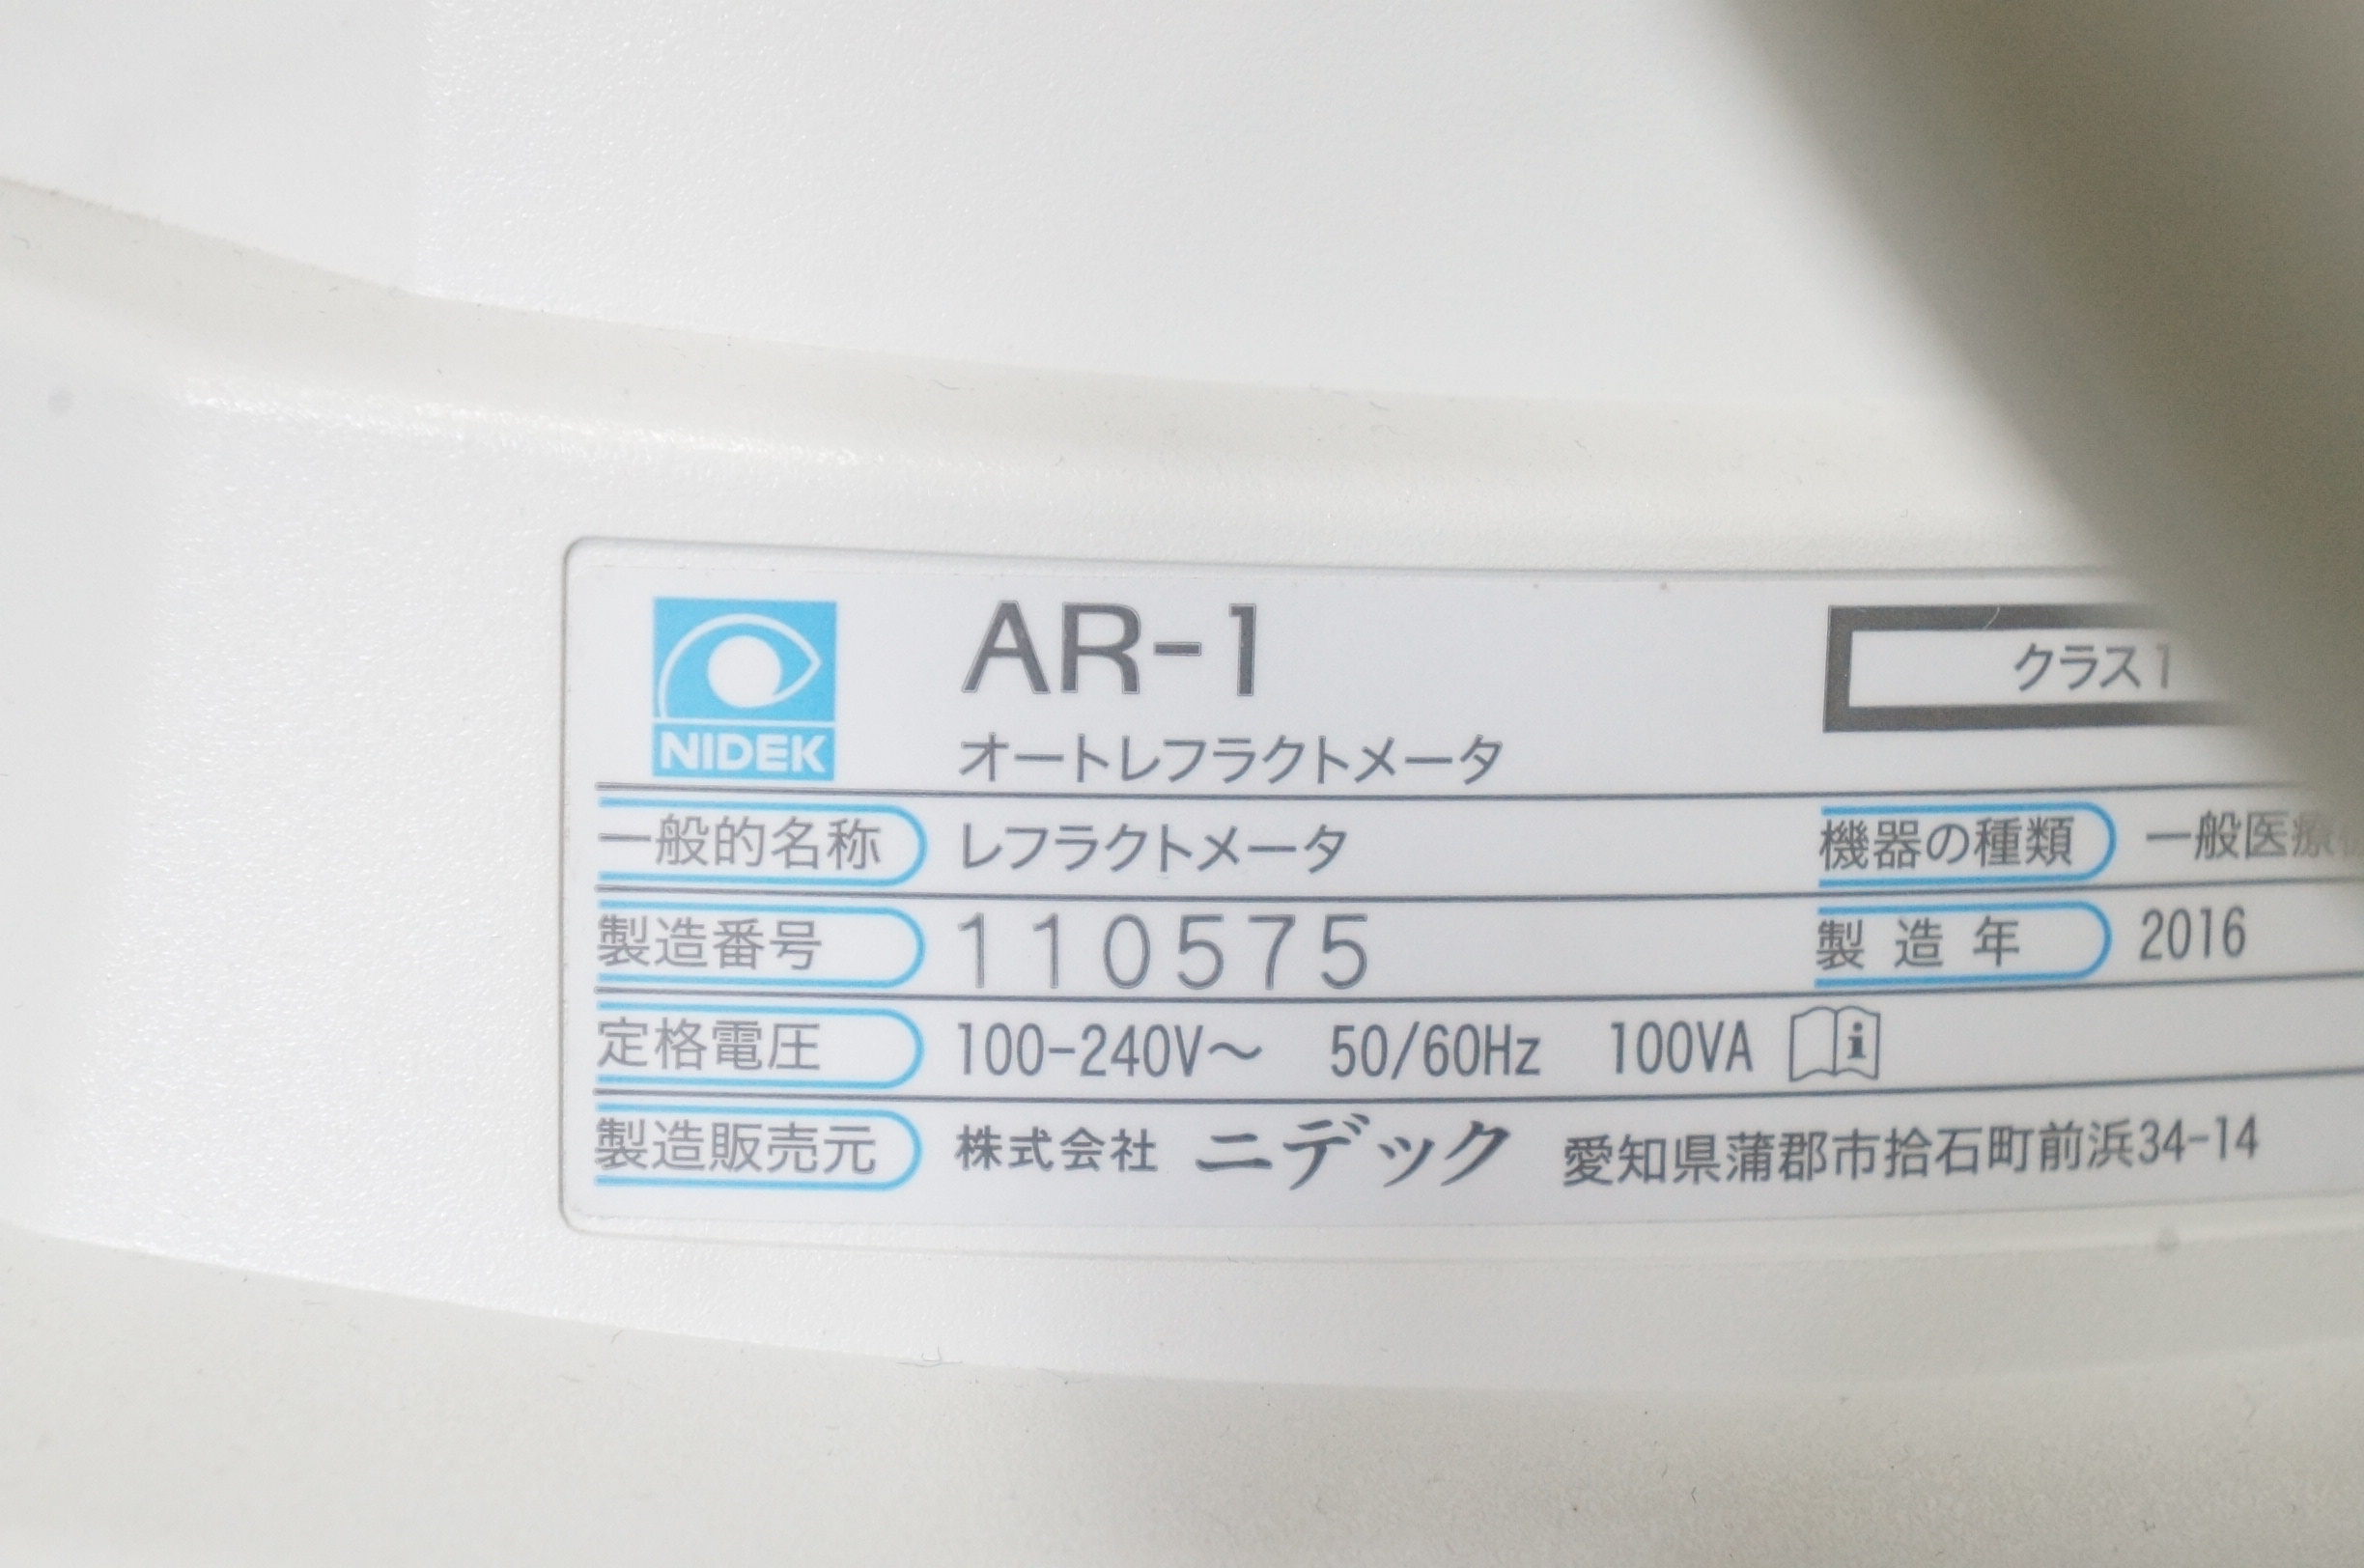 AR-1
クラス1
NIDEK
オートレフラクトメータ
一般的名称 レフラクトメータ 機器の種類 一般医療
製造番号 110575 製造年 2016
定格電圧 100-240V～ 50/60Hz 100VA
製造販売元 株式会社 ニデック 愛知県蒲郡市拾石町前浜34-14